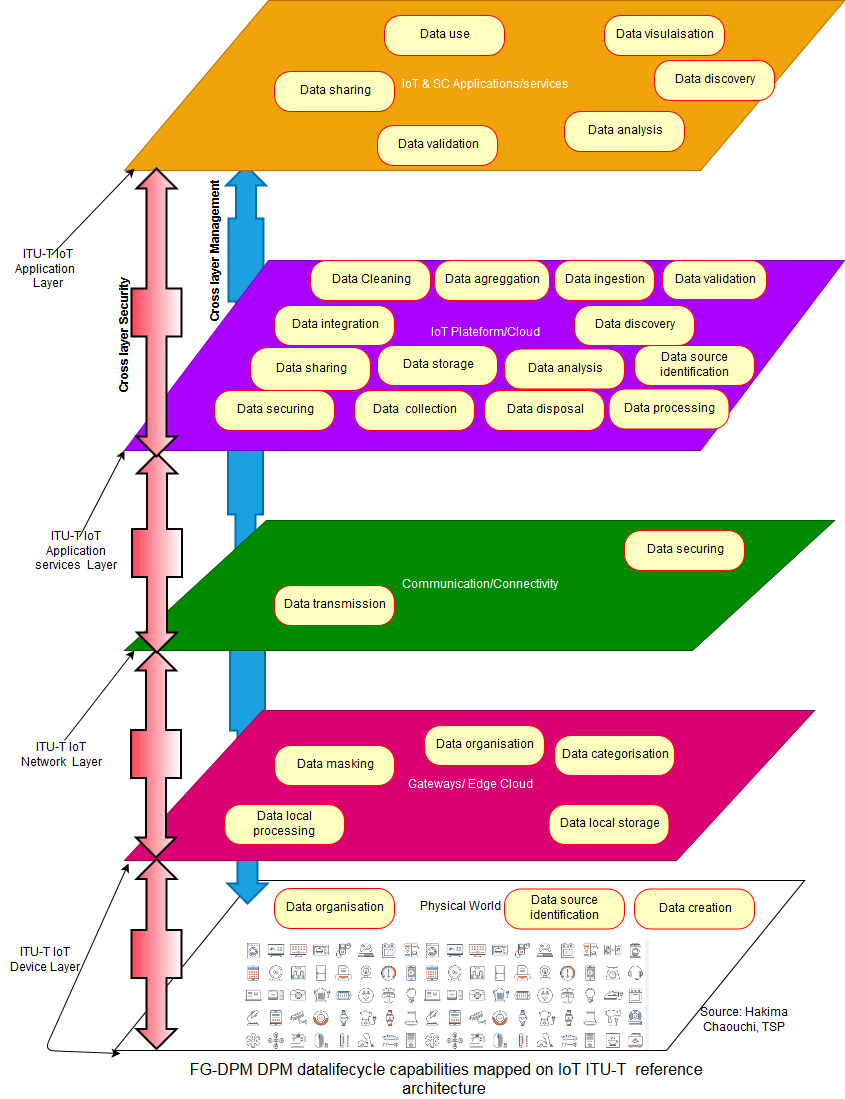 Data use
Data visulaisation
Data discovery
Data sharing
IoT & SC Applications/services
Data analysis
Data validation
ITU-T IoT
Application
Layer
Cross layer Security
Cross layer Management
Data Cleaning
Data agreggation
Data ingestion
Data validation
Data integration
IoT Plateform/Cloud
Data discovery
Data sharing
Data storage
Data analysis
Data source
identification
Data securing
Data collection
Data disposal
Data processing
ITU-T IoT
Application
services Layer
Data securing
Communication/Connectivity
Data transmission
ITU-T IoT
Network Layer
Data organisation
Data masking
Data categorisation
Gateways/ Edge Cloud
Data local
processing
Data local storage
ITU-T IoT
Device Layer
Data organisation
Physical World
Data source
identification
Data creation
Source: Hakima
Chaouchi, TSP
FG-DPM DPM datalifecycle capabilities mapped on IoT ITU-T reference
architecture